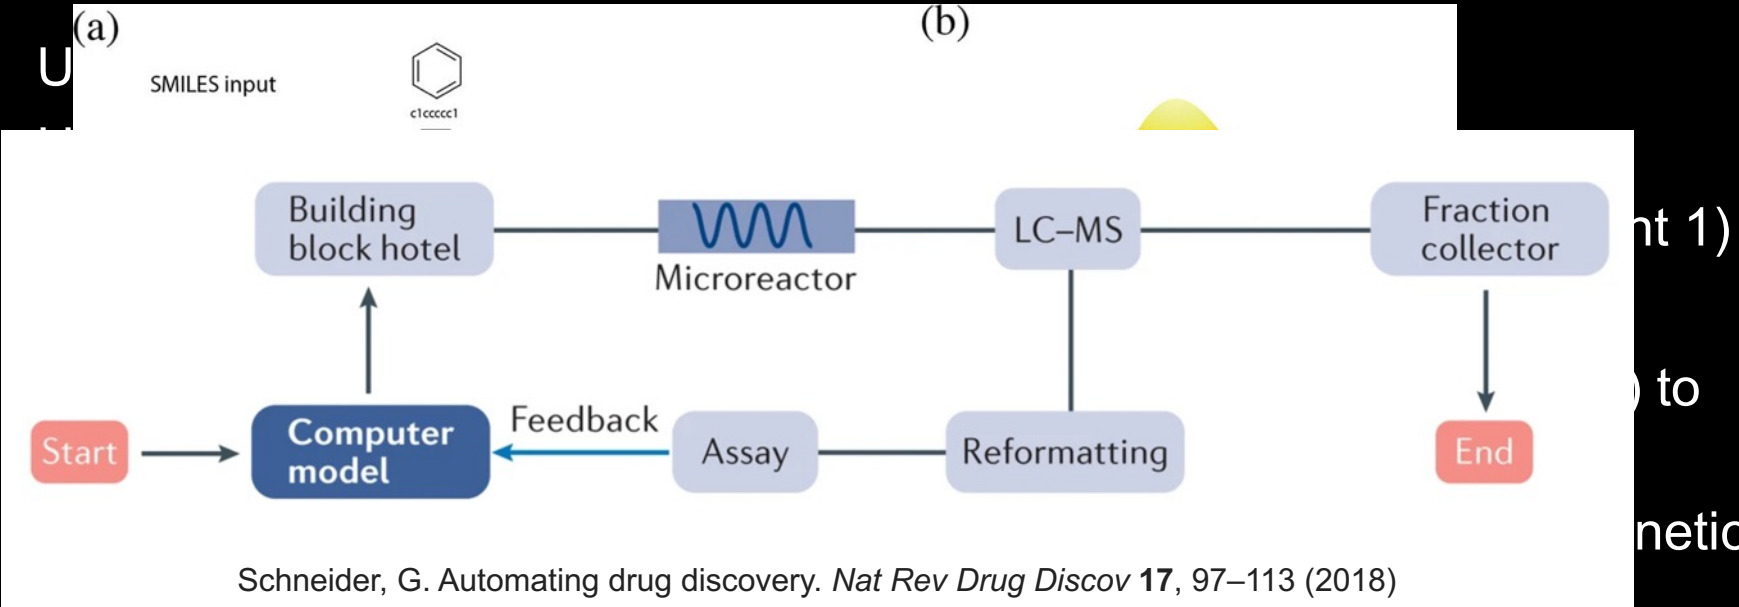 (a)
(b)
U
SMILES input
c1ccccc1
Building
block hotel
Microreactor
LC–MS
Fraction
collector
nt 1)
) to
Start
Computer
model
Feedback
Assay
Reformatting
End
netic
Schneider, G. Automating drug discovery. Nat Rev Drug Discov 17, 97–113 (2018)